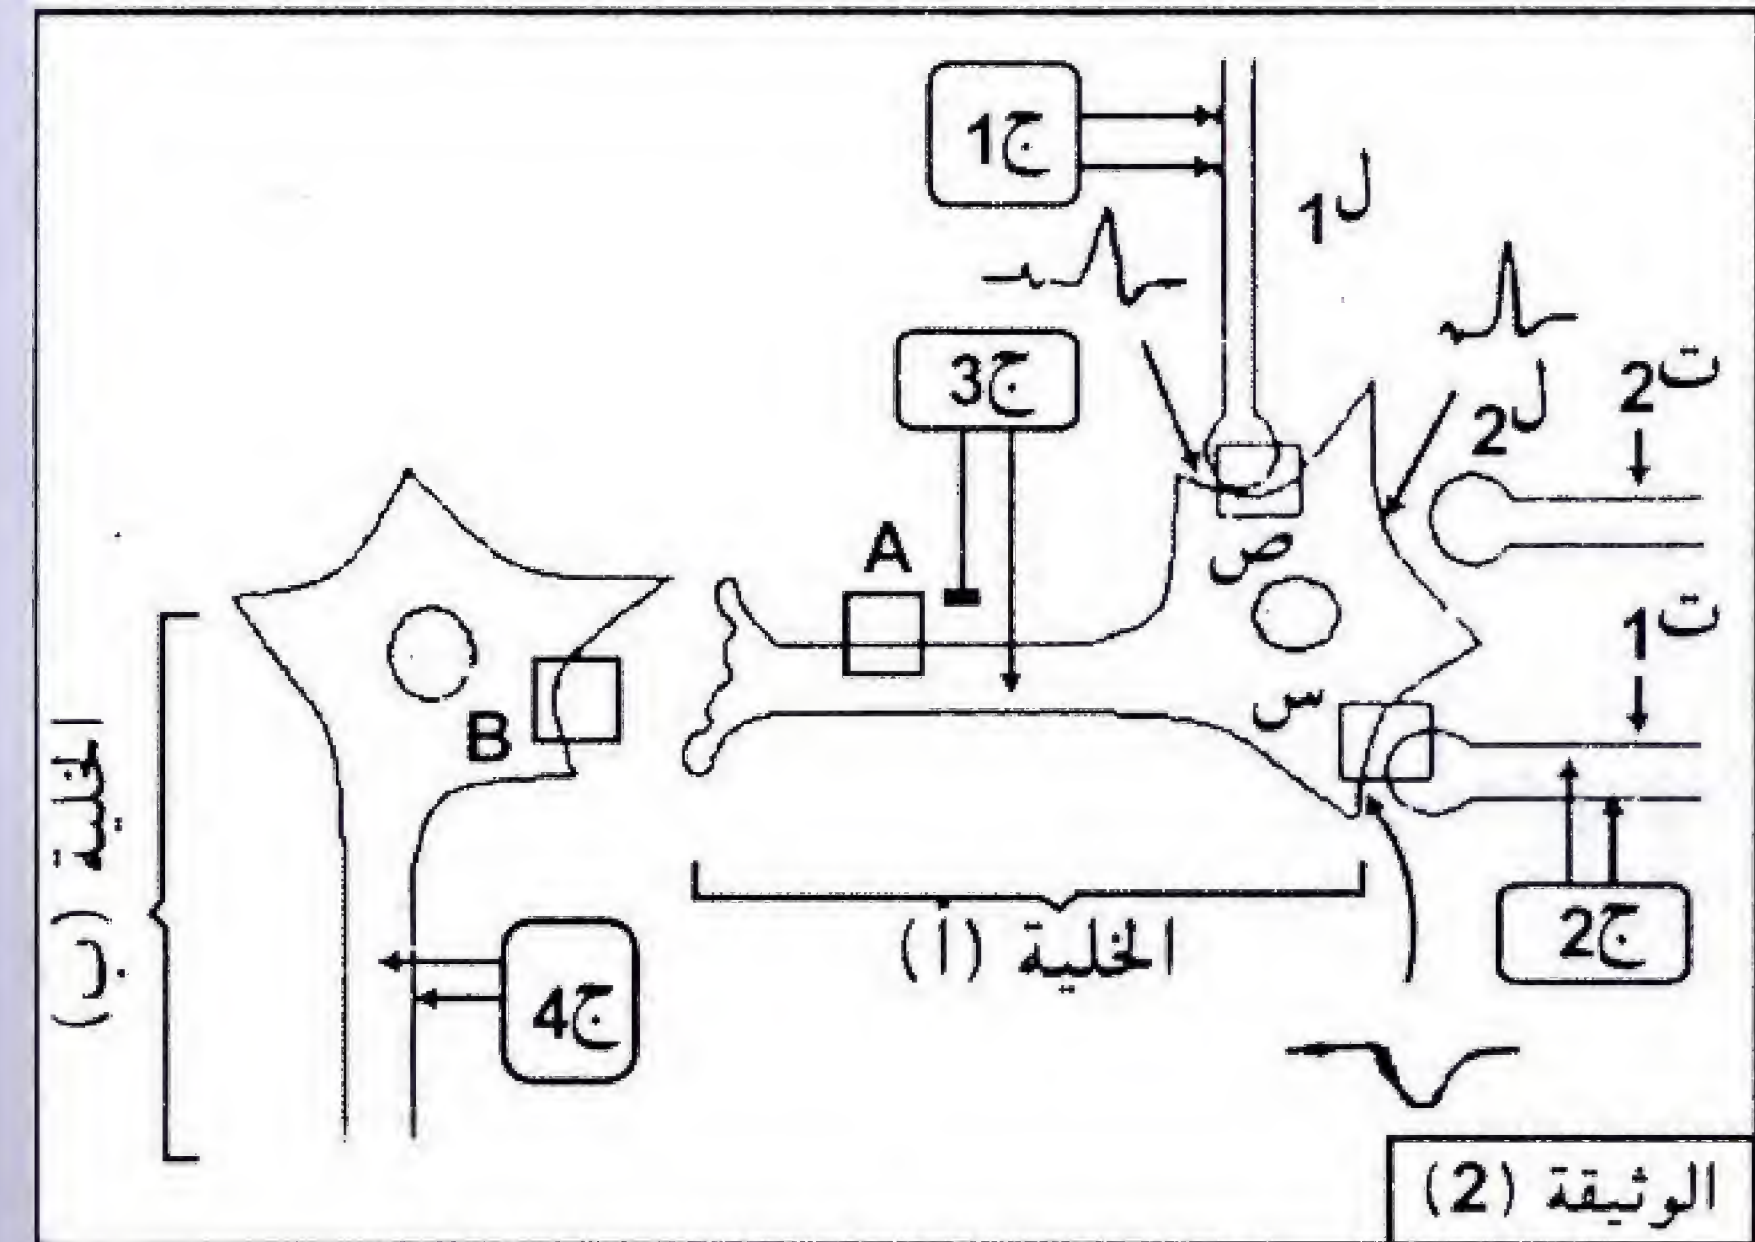 ج1
ل1
ج3
ل2
ت2
A
ص
ت1
س
B
الخلية (ب)
الخلية (أ)
ج2
ج4
الوثيقة (2)